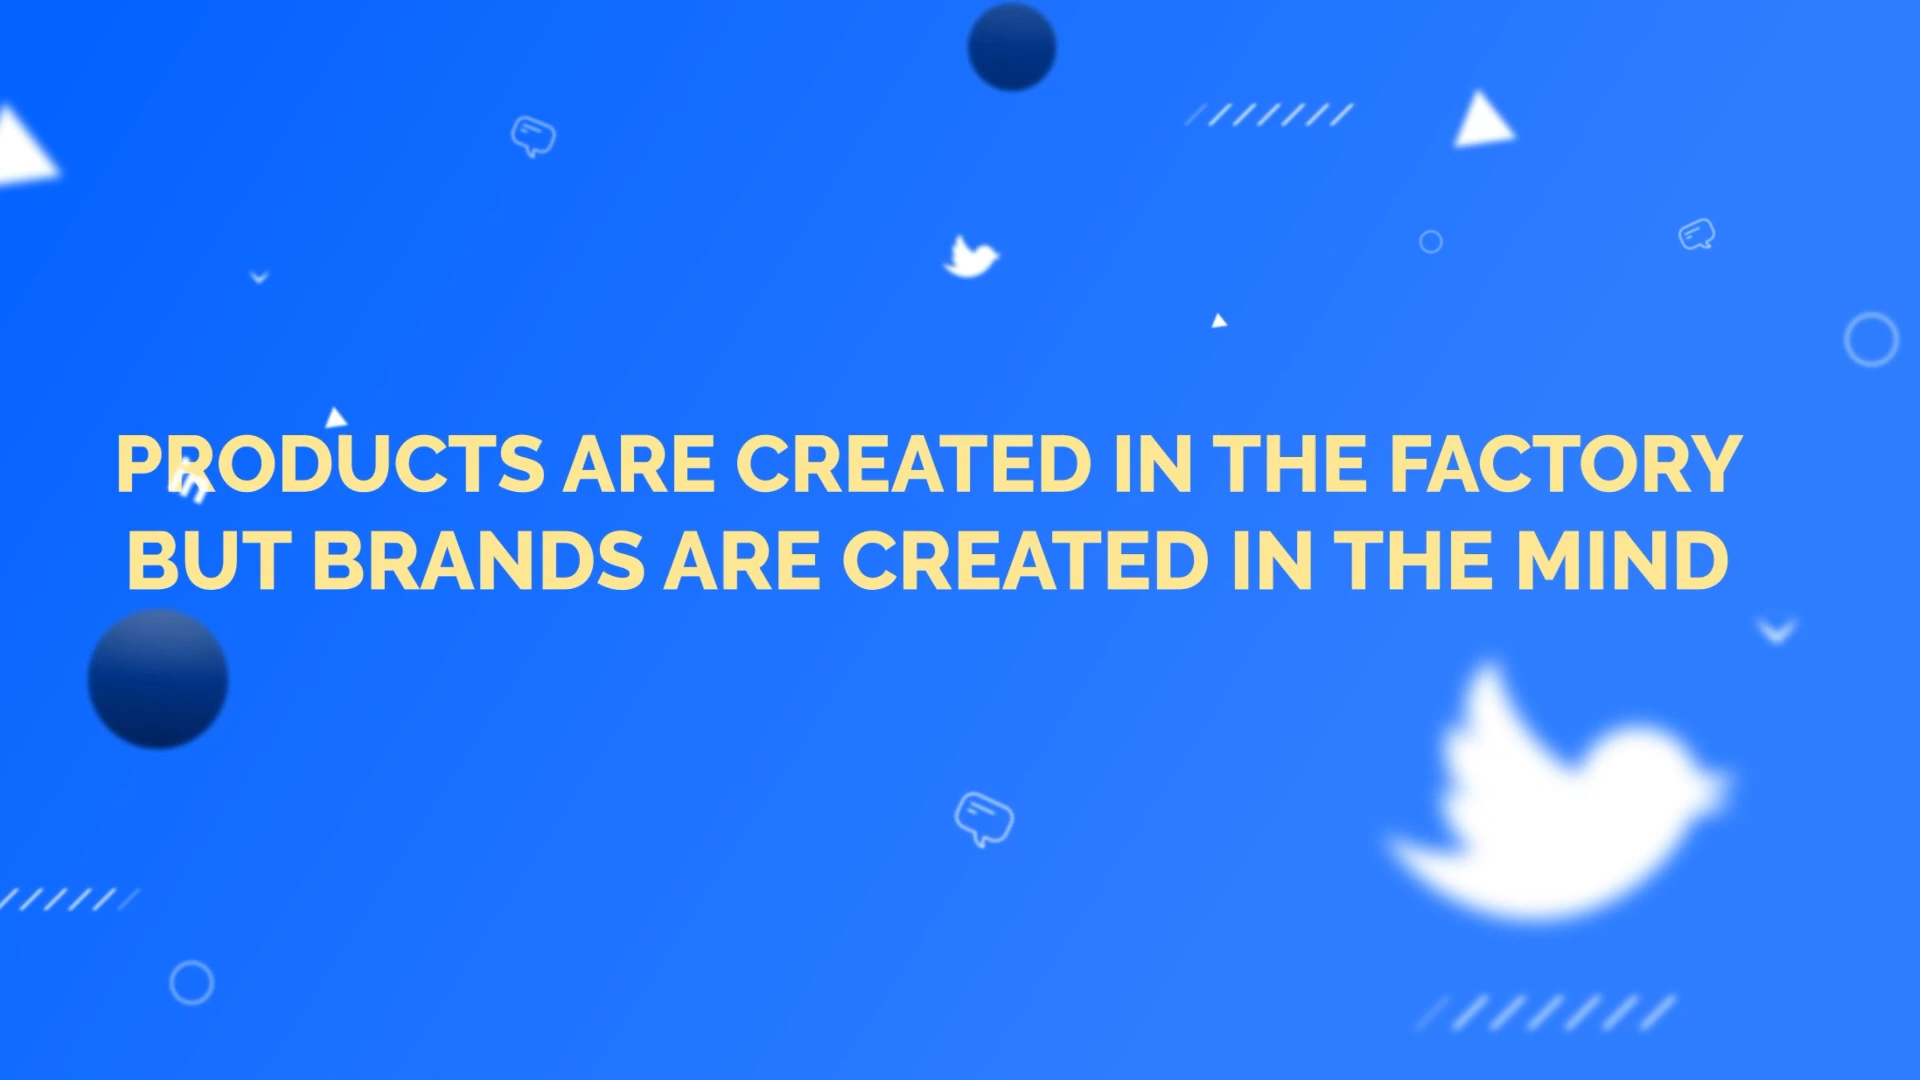 PRODUCTS ARE CREATED IN THE FACTORY
BUT BRANDS ARE CREATED IN THE MIND